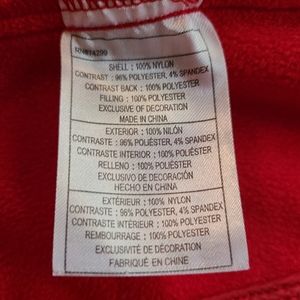 SHELL : 100% NYLON
CONTRAST : 96% POLYESTER, 4% SPANDEX
CONTRAST BACK : 100% POLYESTER
FILLING : 100% POLYESTER
EXCLUSIVE OF DECORATION
MADE IN CHINA
EXTERIOR : 100% NILÓN
CONTRASTE : 96% POLIÉSTER, 4% SPANDEX
CONTRASTE INTERIOR : 100% POLIÉSTER
RELLENO : 100% POLIÉSTER
EXCLUSIVO DE DECORACIÓN
HECHO EN CHINA
EXTÉRIEUR : 100% NYLON
CONTRASTE : 96% POLYESTER, 4% SPANDEX
CONTRASTE INTÉRIEUR : 100% POLYESTER
REMBOURRAGE : 100% POLYESTER
EXCLUSIVITÉ DE DÉCORATION
FABRIQUÉ EN CHINE